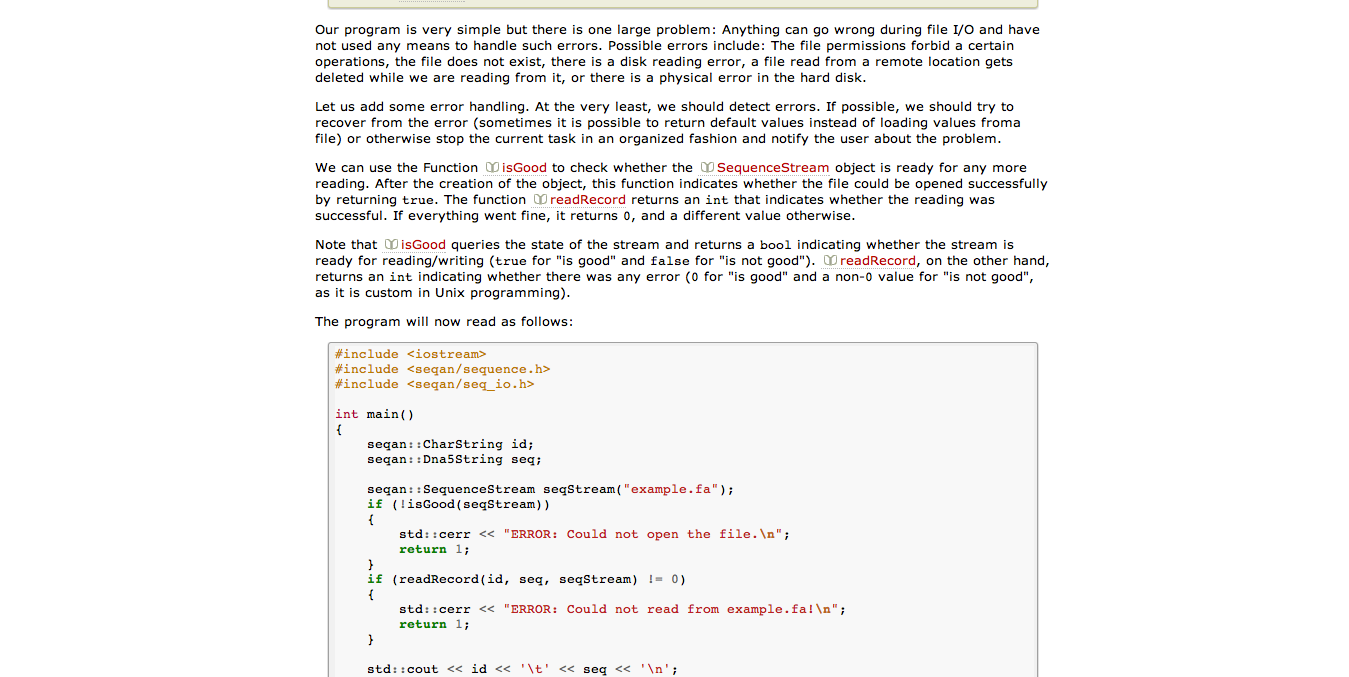 Our program is very simple but there is one large problem: Anything can go wrong during file I/O and have
not used any means to handle such errors. Possible errors include: The file permissions forbid a certain
operations, the file does not exist, there is a disk reading error, a file read from a remote location gets
deleted while we are reading from it, or there is a physical error in the hard disk.
Let us add some error handling. At the very least, we should detect errors. If possible, we should try to
recover from the error (sometimes it is possible to return default values instead of loading values froma
file) or otherwise stop the current task in an organized fashion and notify the user about the problem.
We can use the Function isGood to check whether the SequenceStream object is ready for any more
reading. After the creation of the object, this function indicates whether the file could be opened successfully
by returning true. The function readRecord returns an int that indicates whether the reading was
successful. If everything went fine, it returns 0, and a different value otherwise.
Note that isGood queries the state of the stream and returns a bool indicating whether the stream is
ready for reading/writing (true for "is good" and false for "is not good"). readRecord, on the other hand,
returns an int indicating whether there was any error (0 for "is good" and a non-0 value for "is not good",
as it is custom in Unix programming).
The program will now read as follows:
#include <iostream>
#include <seqan/sequence.h>
#include <seqan/seq_io.h>
int main()
{
    seqan::CharString id;
    seqan::Dna5String seq;
    seqan::SequenceStream seqStream("example.fa");
    if (!isGood(seqStream))
    {
        std::cerr << "ERROR: Could not open the file.\n";
        return 1;
    }
    if (readRecord(id, seq, seqStream) != 0)
    {
        std::cerr << "ERROR: Could not read from example.fa!\n";
        return 1;
    }
    std::cout << id << '\t' << seq << '\n';